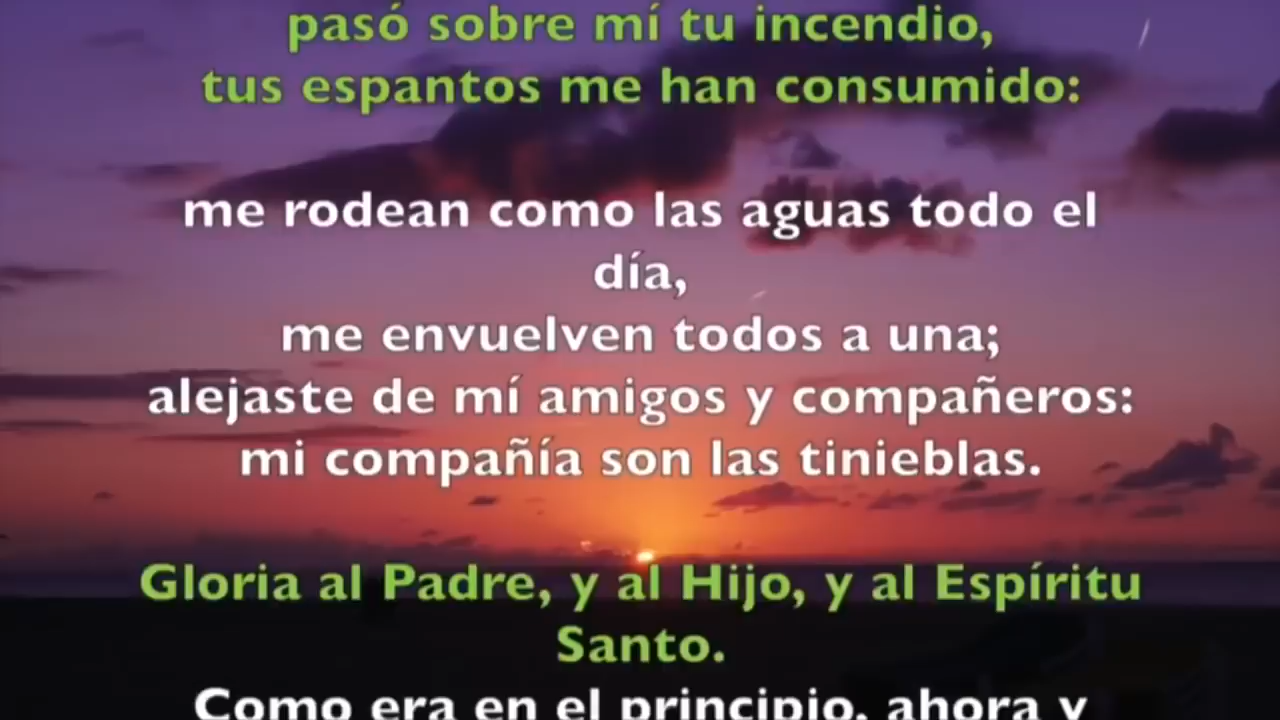 pasó sobre mí tu incendio,
tus espantos me han consumido:
me rodean como las aguas todo el
día,
me envuelven todos a una;
alejaste de mí amigos y compañeros:
mi compañía son las tinieblas.
Gloria al Padre, y al Hijo, y al Espíritu
Santo.
Como era en el principio, ahora y